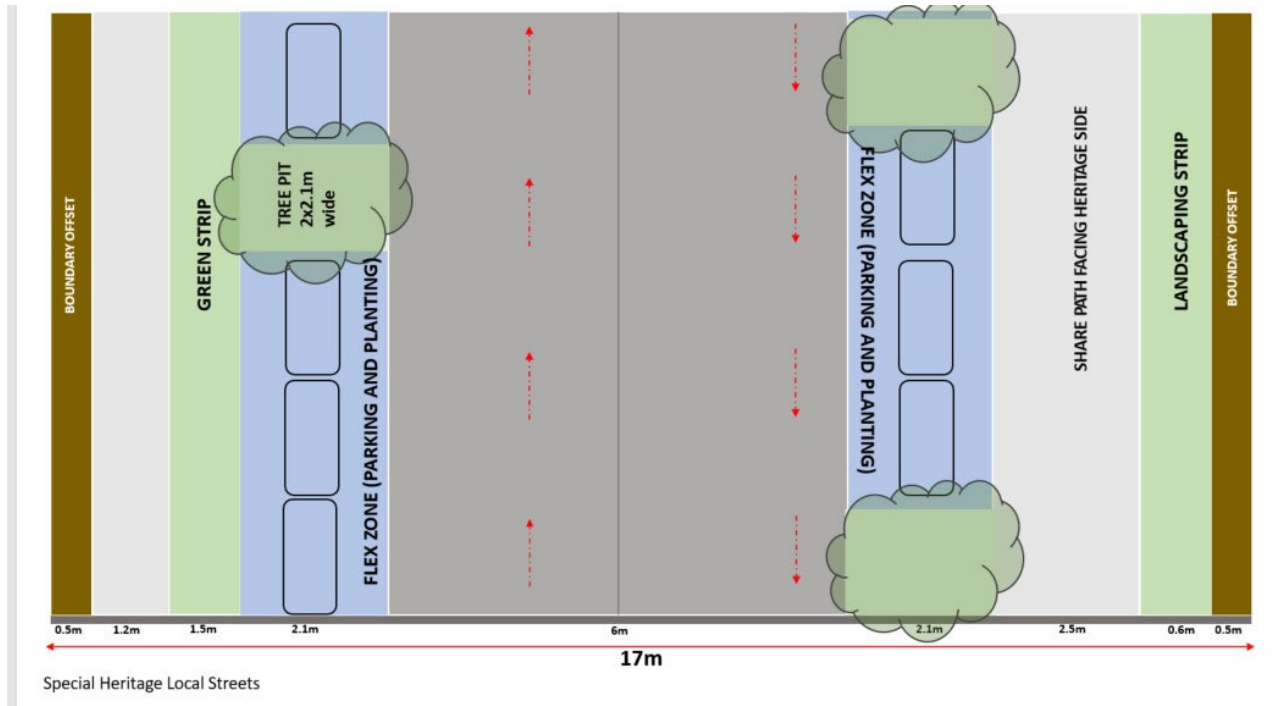 BOUNDARY OFFSET
GREEN STRIP
TREE PIT
2x2.1m
wide
FLEX ZONE (PARKING AND PLANTING)
FLEX ZONE (PARKING AND PLANTING)
SHARE PATH FACING HERITAGE SIDE
LANDSCAPING STRIP
BOUNDARY OFFSET
0.5m 1.2m 1.5m 2.1m 6m 2.1m 2.5m 0.6m 0.5m
17m
Special Heritage Local Streets